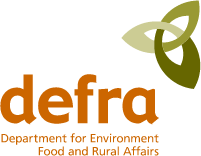 defra
Department for Environment
Food and Rural Affairs